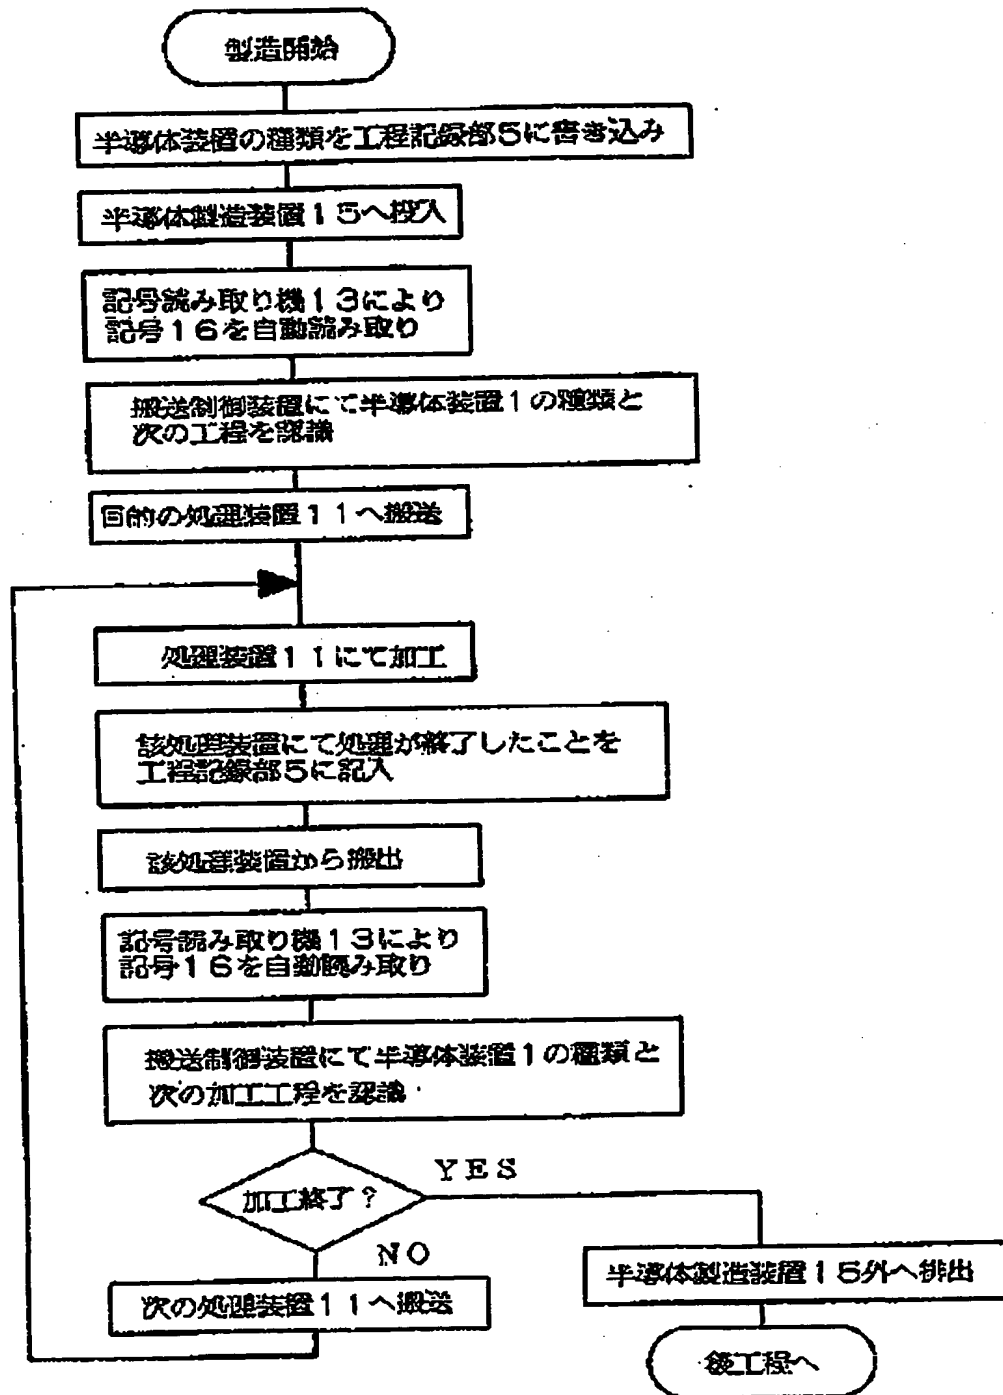 製造開始
半導体装置の種類を工程記録部5に書き込み
半導体製造装置15へ投入
記号読み取り機13により
記号16を自動読み取り
搬送制御装置にて半導体装置1の種類と
次の工程を認識
目的の処理装置11へ搬送
処理装置11にて加工
該処理装置にて処理が終了したことを
工程記録部5に記入
該処理装置から搬出
記号読み取り機13により
記号16を自動読み取り
搬送制御装置にて半導体装置1の種類と
次の加工工程を認識
加工終了?
YES
NO
次の処理装置11へ搬送
半導体製造装置15外へ排出
後工程へ